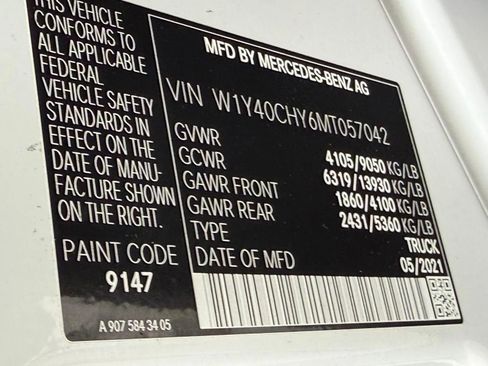 THIS VEHICLE
CONFORMS TO
ALL APPLICABLE
FEDERAL
VEHICLE SAFETY
STANDARDS IN
EFFECT ON THE
DATE OF MANU-
FACTURE SHOWN
ON THE RIGHT.
PAINT CODE
9147
A 907 584 34 05
MFD BY MERCEDES-BENZ AG
VIN W1Y40CHY6MT057042
GVWR 4105/9050 KG/LB
GCWR 6319/13930 KG/LB
GAWR FRONT 1860/4100 KG/LB
GAWR REAR 2431/5360 KG/LB
TYPE TRUCK
DATE OF MFD 05/2021